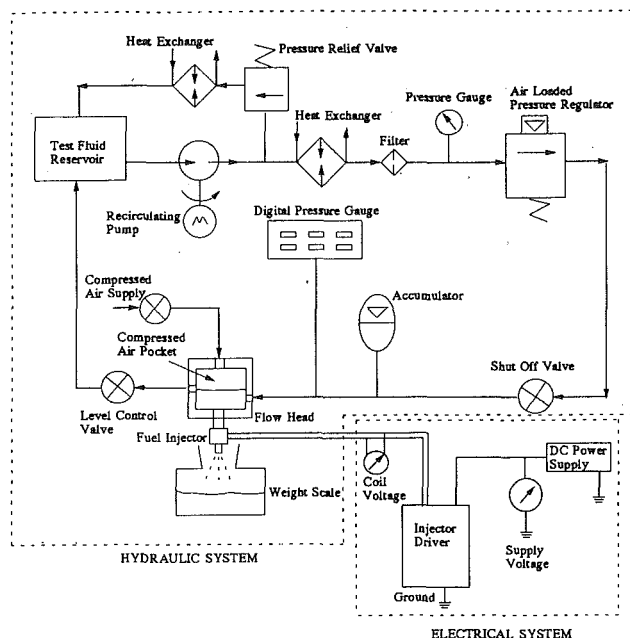 Heat Exchanger
Pressure Relief Valve
Air Loaded
Pressure Regulator
Pressure Gauge
Heat Exchanger
Filter
Test Fluid
Reservoir
Recirculating
Pump
M
Digital Pressure Gauge
Compressed
Air Supply
Accumulator
Compressed
Air Pocket
Shut Off Valve
Level Control
Valve
Flow Head
Fuel Injector
DC Power
Supply
Coil
Voltage
Weight Scale
Injector
Driver
Supply
Voltage
HYDRAULIC SYSTEM
Ground
ELECTRICAL SYSTEM